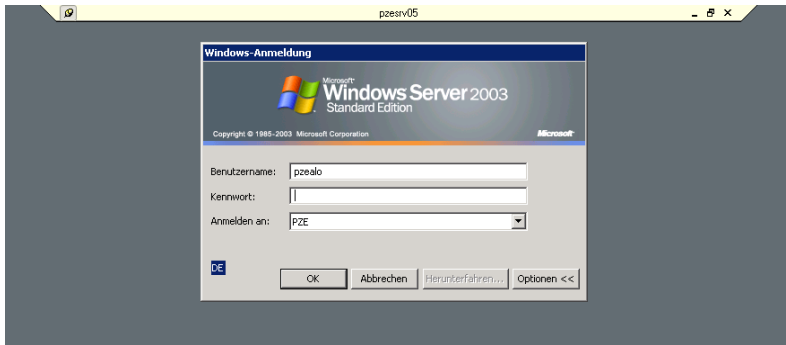 pzesrv05
Windows-Anmeldung
Microsoft
Windows Server 2003
Standard Edition
Copyright © 1985-2003 Microsoft Corporation
Microsoft
Benutzername: pzealo
Kennwort:
Anmelden an: PZE
DE
OK Abbrechen Herunterfahren... Optionen <<